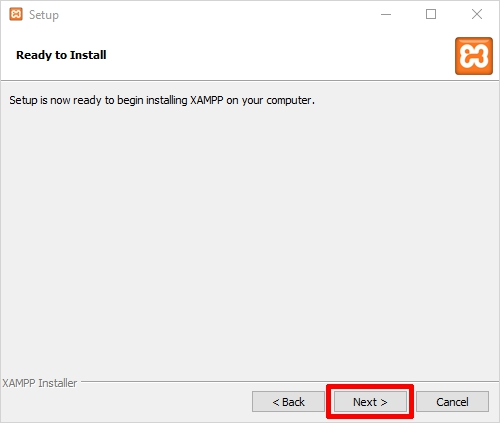 Setup
Ready to Install
Setup is now ready to begin installing XAMPP on your computer.
XAMPP Installer
< Back
Next >
Cancel